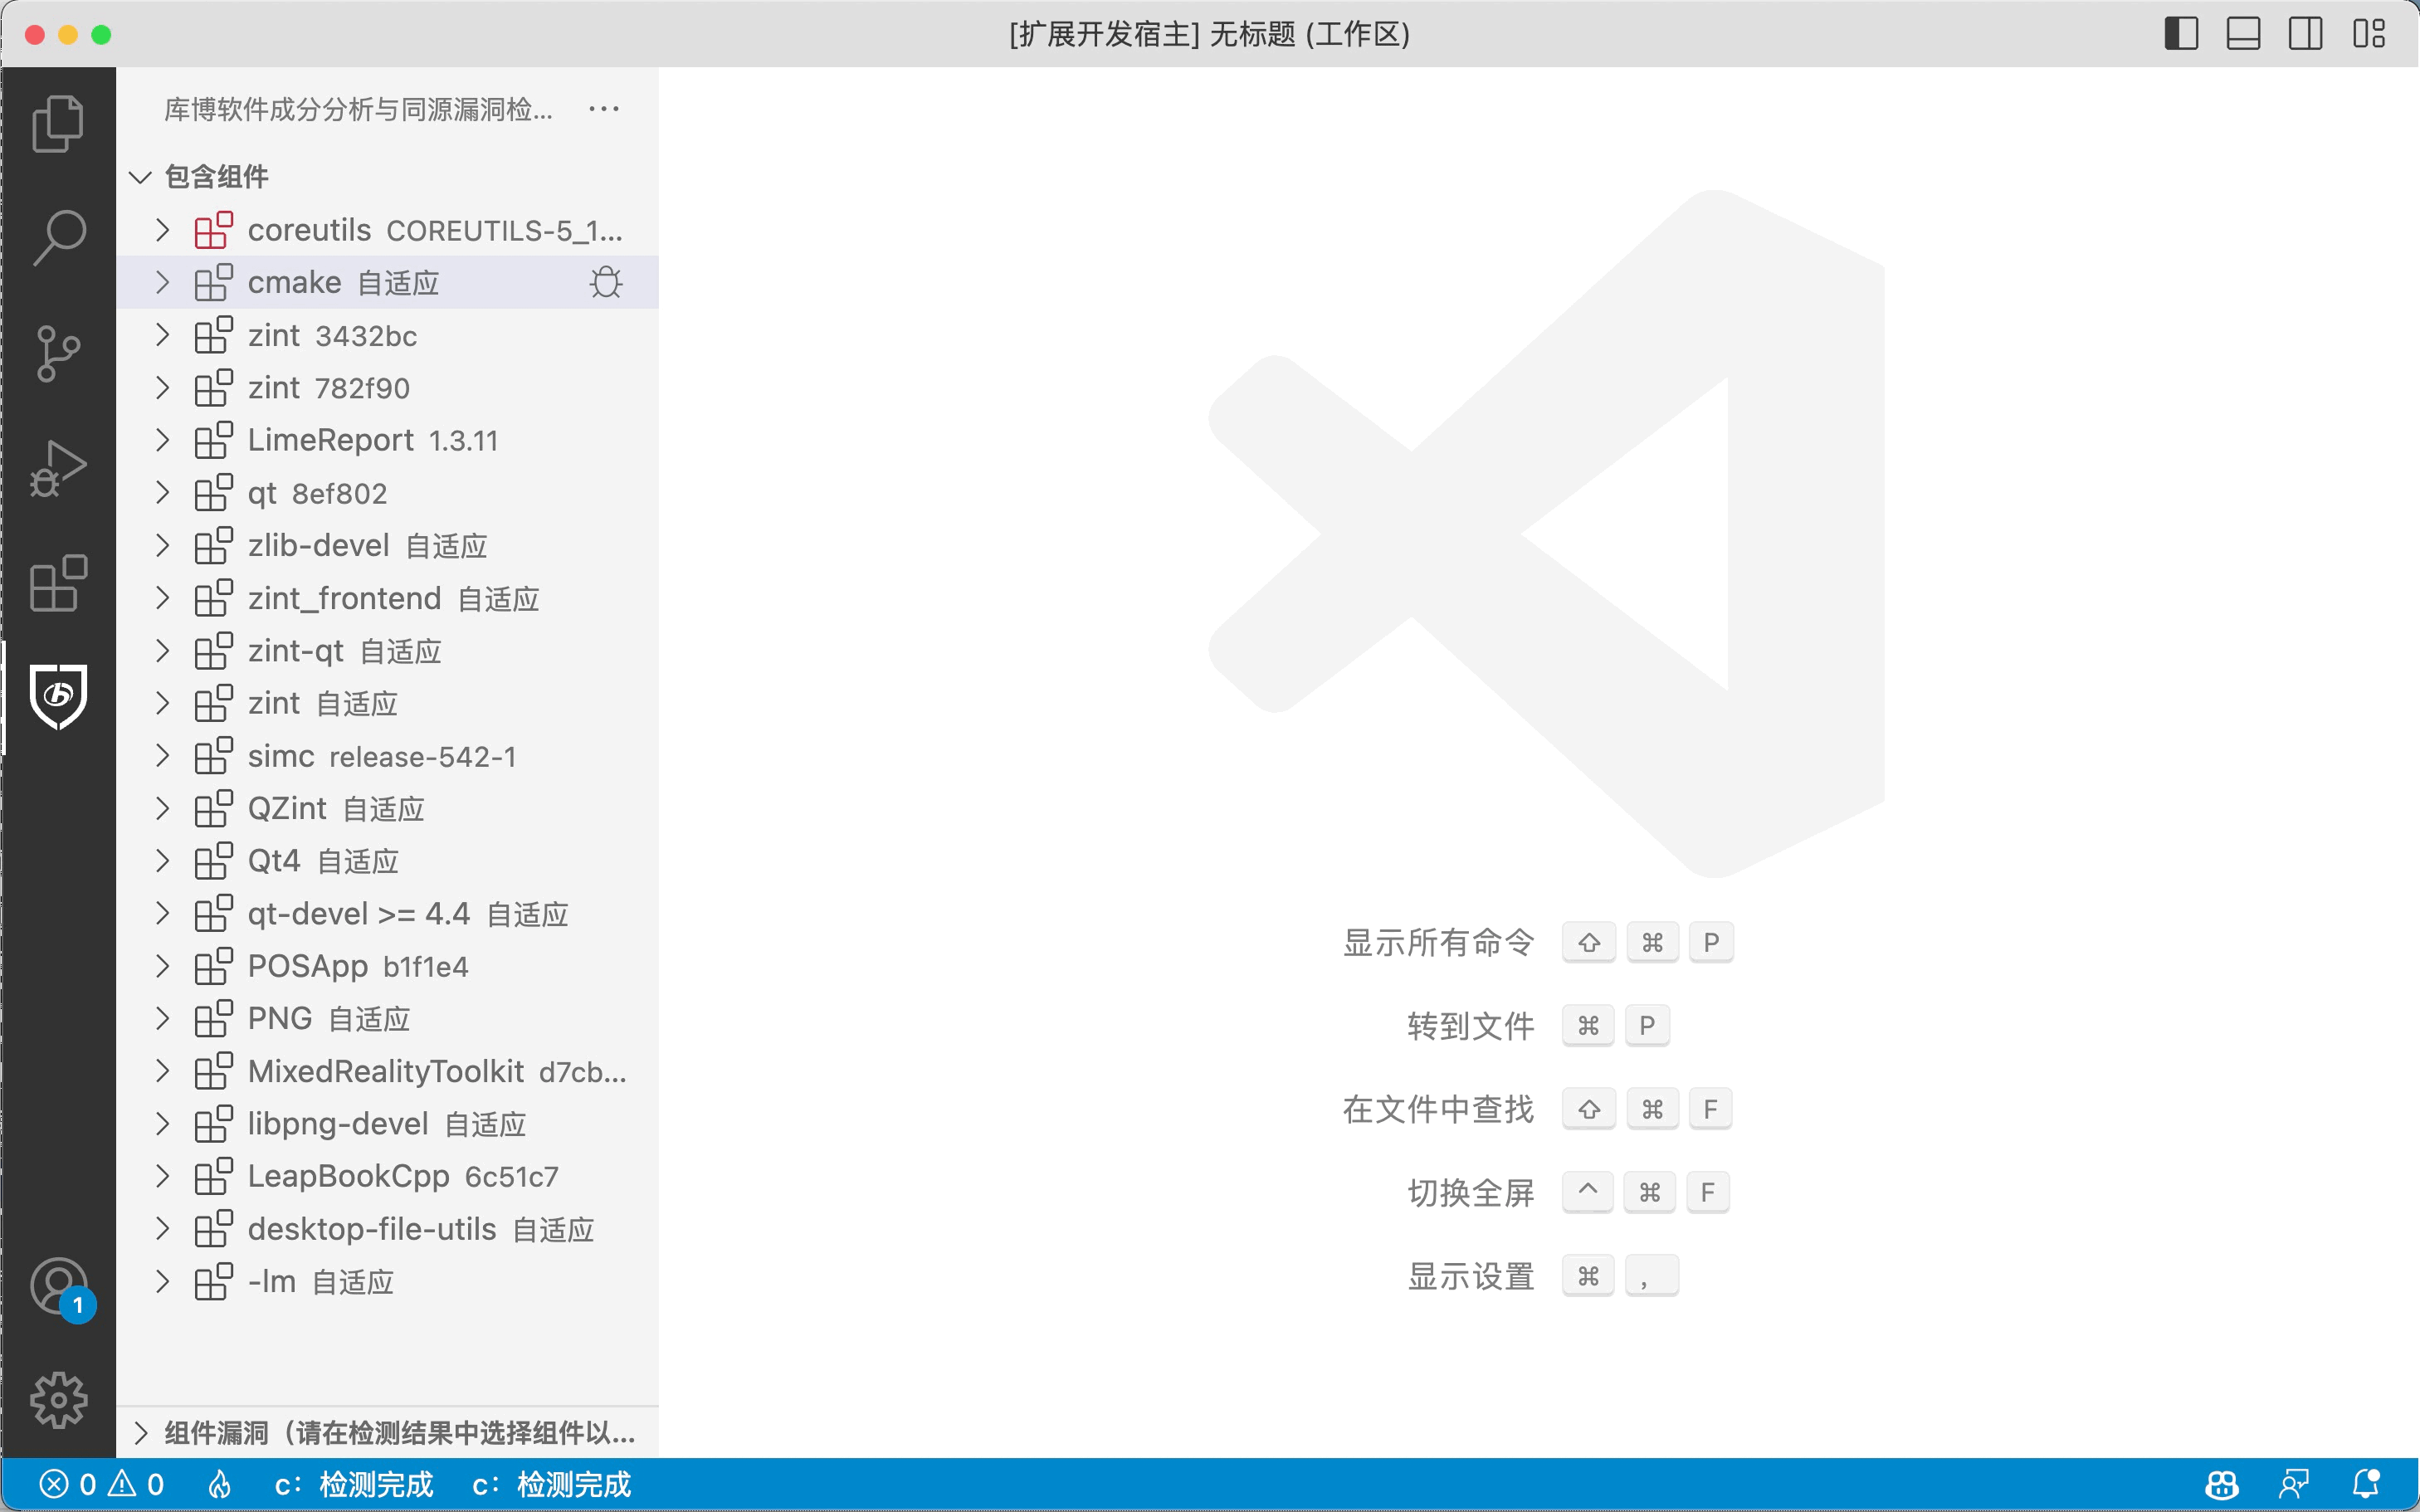 [扩展开发宿主] 无标题 (工作区)
库博软件成分分析与同源漏洞检...
包含组件
coreutils COREUTILS-5_1...
cmake 自适应
zint 3432bc
zint 782f90
LimeReport 1.3.11
qt 8ef802
zlib-devel 自适应
zint_frontend 自适应
zint-qt 自适应
zint 自适应
simc release-542-1
QZint 自适应
Qt4 自适应
qt-devel >= 4.4 自适应
POSApp b1f1e4
PNG 自适应
MixedRealityToolkit d7cb...
libpng-devel 自适应
LeapBookCpp 6c51c7
desktop-file-utils 自适应
-lm 自适应
组件漏洞（请在检测结果中选择组件以...
显示所有命令 ⇧ ⌘ P
转到文件 ⌘ P
在文件中查找 ⇧ ⌘ F
切换全屏 ^ ⌘ F
显示设置 ⌘ ,
1
0 0 c：检测完成 c：检测完成